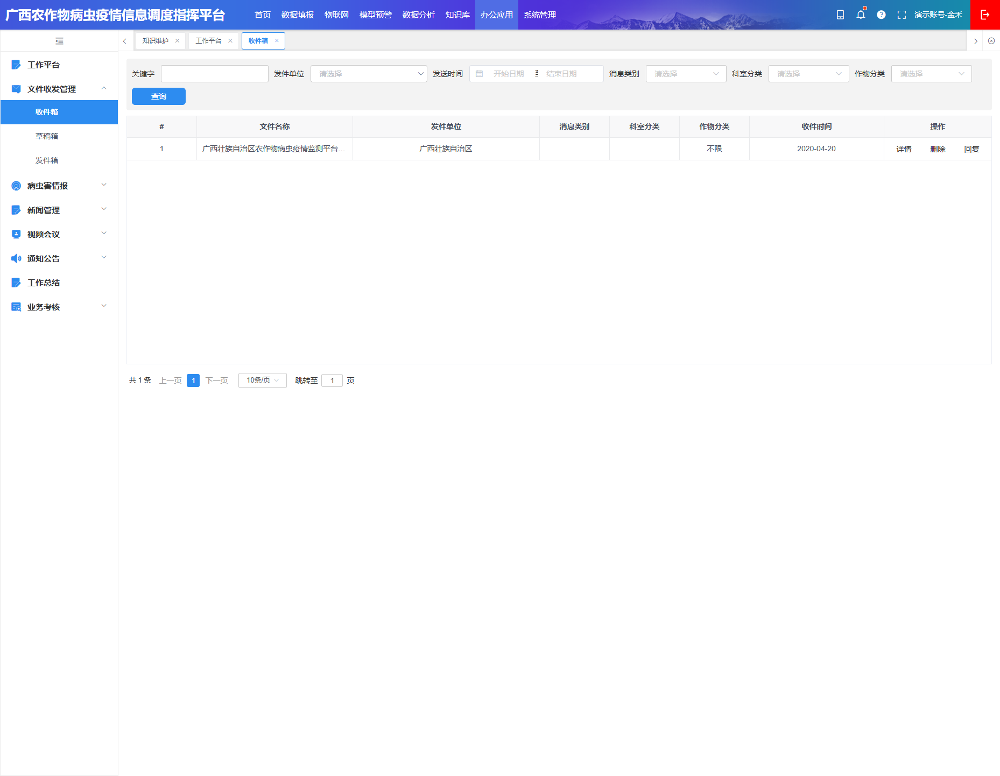 广西农作物病虫疫情信息调度指挥平台 首页 数据填报 物联网 模型预警 数据分析 知识库 办公应用 系统管理 演示账号-金禾
知识维护 工作平台 收件箱
工作平台
文件收发管理
收件箱
草稿箱
发件箱
病虫害情报
新闻管理
视频会议
通知公告
工作总结
业务考核
关键字 发件单位 请选择 发送时间 开始日期 至 结束日期 消息类别 请选择 科室分类 请选择 作物分类 请选择
查询
# 文件名称 发件单位 消息类别 科室分类 作物分类 收件时间 操作
1 广西壮族自治区农作物病虫疫情监测平台... 广西壮族自治区 不限 2020-04-20 详情 删除 回复
共 1 条 上一页 1 下一页 10条/页 跳转至 1 页